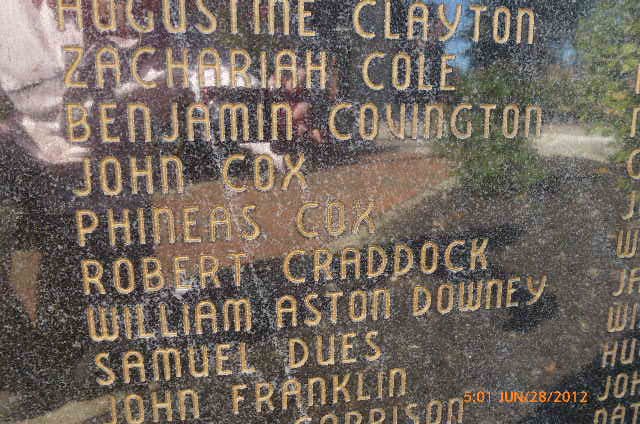 AUGUSTINE CLAYTON
ZACHARIAH COLE
BENJAMIN COVINGTON
JOHN COX
PHINEAS COX
ROBERT CRADDOCK
WILLIAM ASTON DOWNEY
SAMUEL DUES
JOHN FRANKLIN
GARRISON
5:01 JUN/28/2012